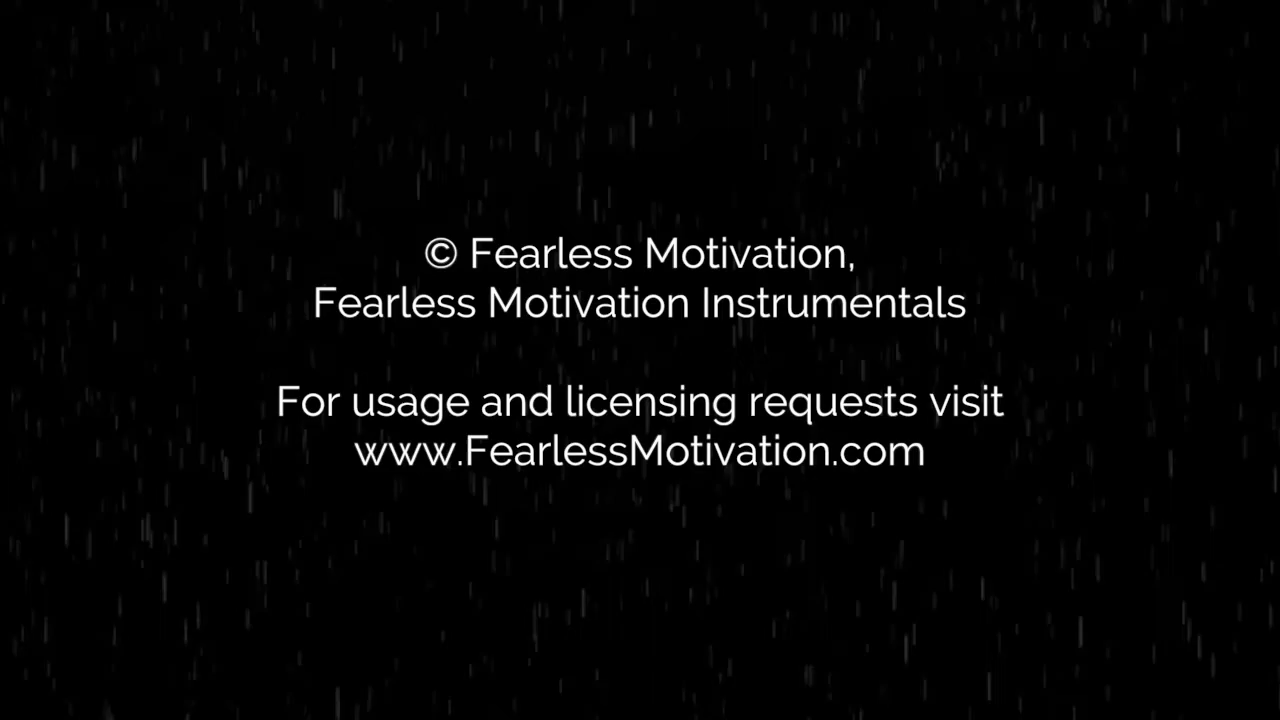 © Fearless Motivation,
Fearless Motivation Instrumentals
For usage and licensing requests visit
www.FearlessMotivation.com